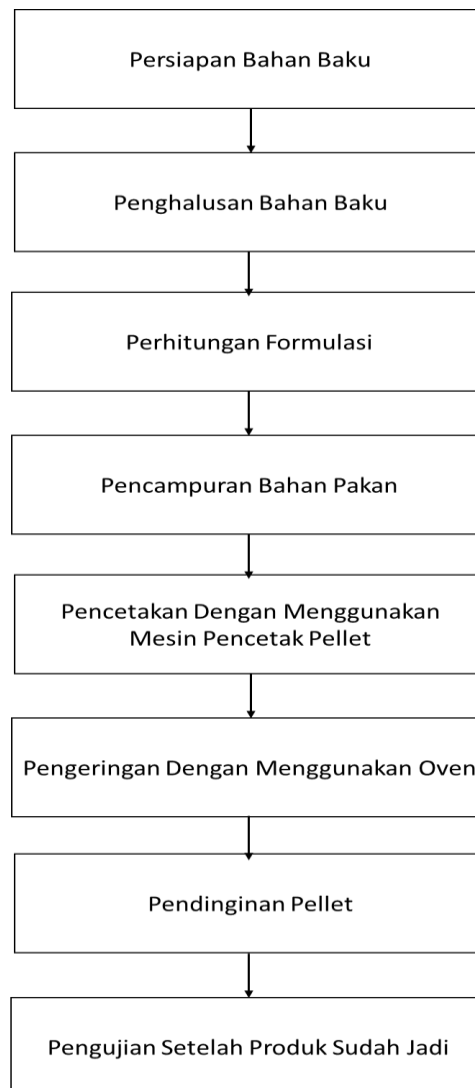 Persiapan Bahan Baku
Penghalusan Bahan Baku
Perhitungan Formulasi
Pencampuran Bahan Pakan
Pencetakan Dengan Menggunakan
Mesin Pencetak Pellet
Pengeringan Dengan Menggunakan Oven
Pendinginan Pellet
Pengujian Setelah Produk Sudah Jadi